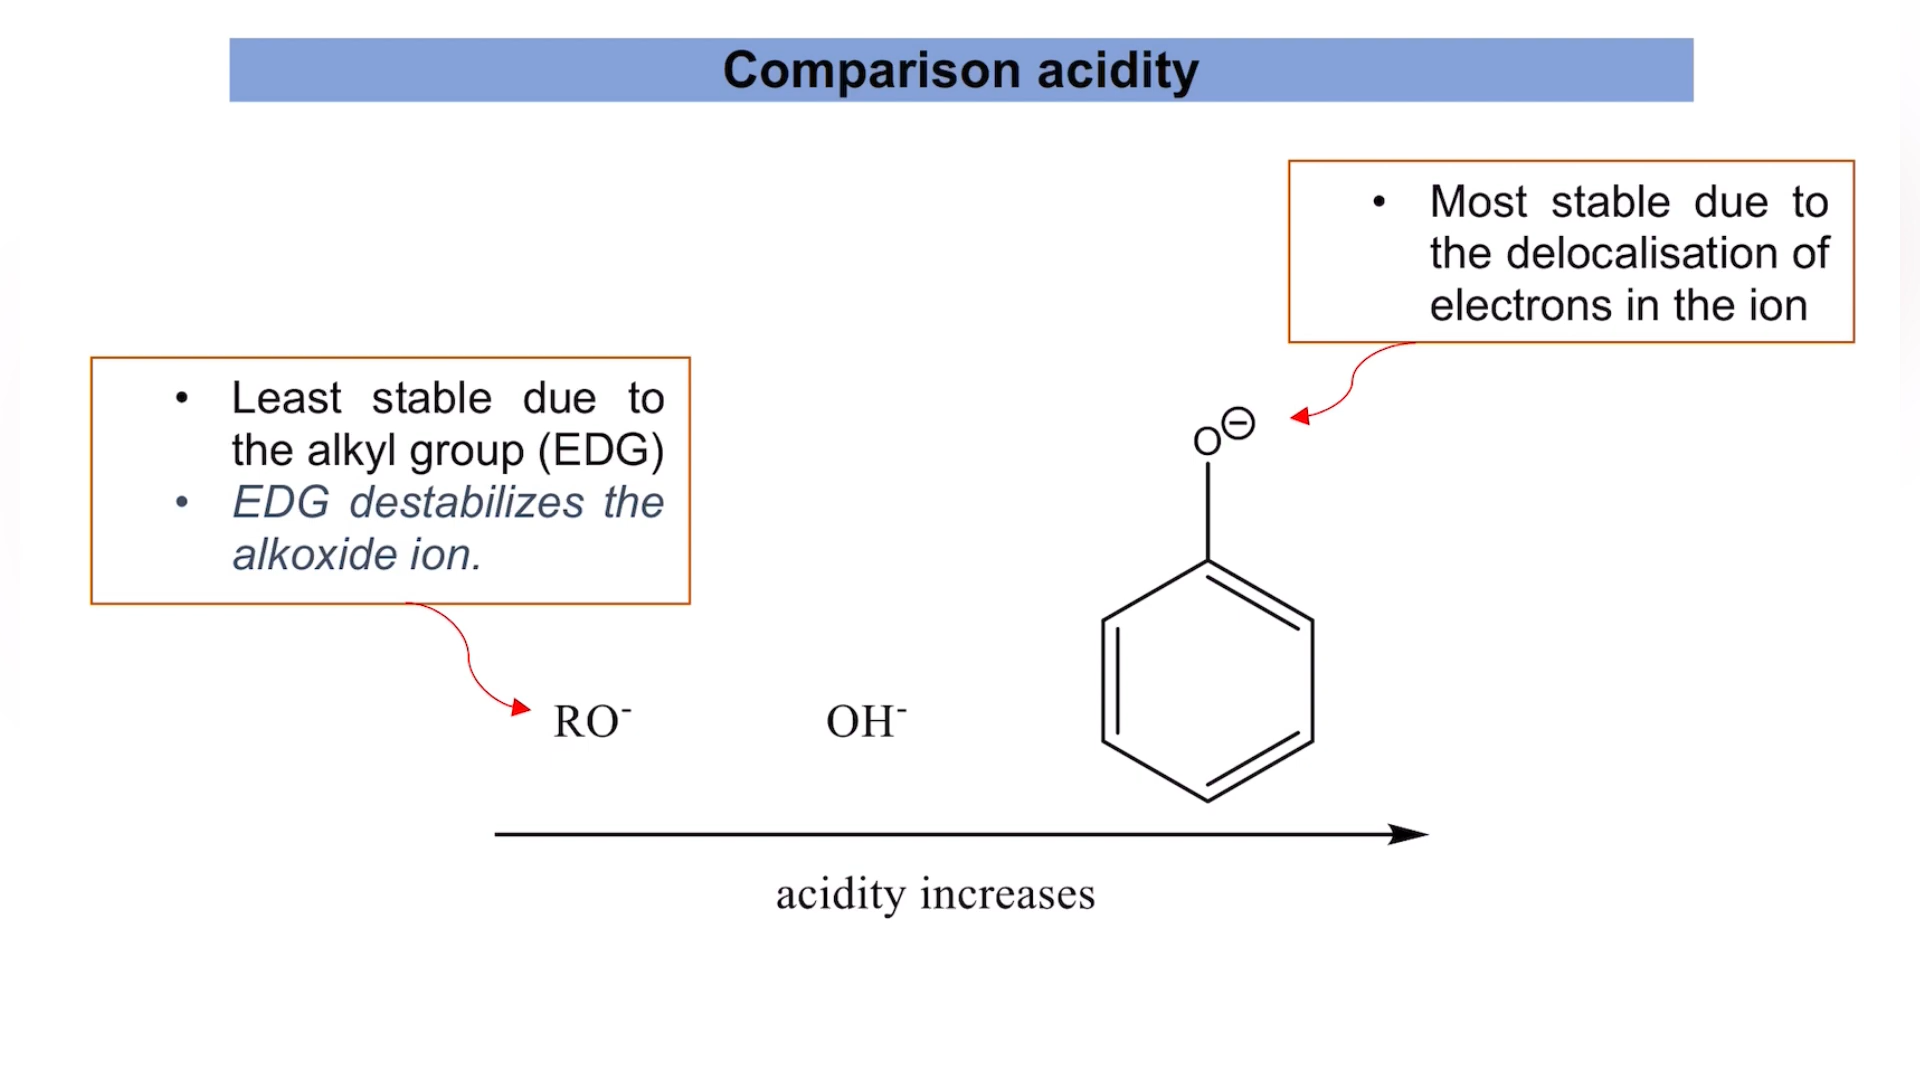 Comparison acidity
• Most stable due to
the delocalisation of
electrons in the ion
• Least stable due to
the alkyl group (EDG)
• EDG destabilizes the
alkoxide ion.
O⊖
RO⁻ OH⁻
acidity increases